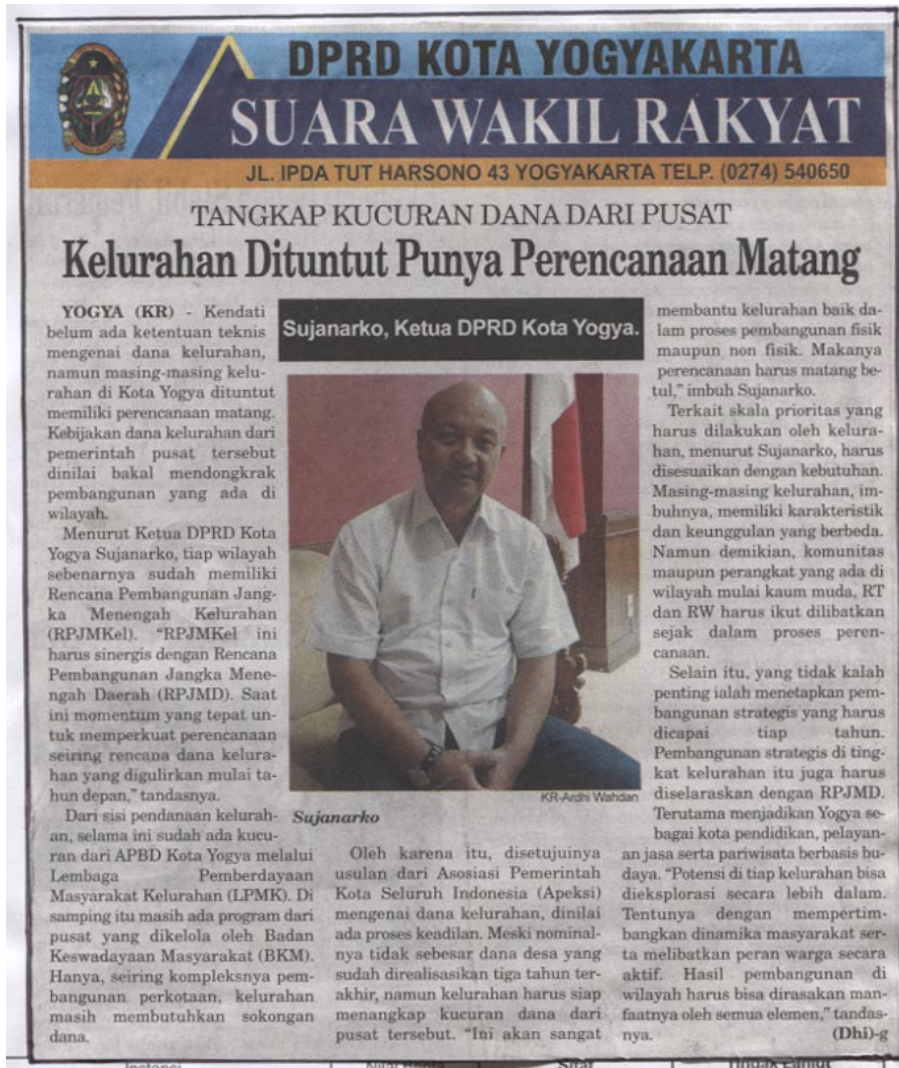 DPRD KOTA YOGYAKARTA
SUARA WAKIL RAKYAT
JL. IPDA TUT HARSONO 43 YOGYAKARTA TELP. (0274) 540650
TANGKAP KUCURAN DANA DARI PUSAT
Kelurahan Dituntut Punya Perencanaan Matang
YOGYA (KR) - Kendati
belum ada ketentuan teknis
mengenai dana kelurahan,
namun masing-masing kelu-
rahan di Kota Yogya dituntut
memiliki perencanaan matang.
Kebijakan dana kelurahan dari
pemerintah pusat tersebut
dinilai bakal mendongkrak
pembangunan yang ada di
wilayah.
Menurut Ketua DPRD Kota
Yogya Sujanarko, tiap wilayah
sebenarnya sudah memiliki
Rencana Pembangunan Jang-
ka Menengah Kelurahan
(RPJMKel). "RPJMKel ini
harus sinergis dengan Rencana
Pembangunan Jangka Mene-
ngah Daerah (RPJMD). Saat
ini momentum yang tepat un-
tuk memperkuat perencanaan
seiring rencana dana kelura-
han yang digulirkan mulai ta-
hun depan," tandasnya.
Dari sisi pendanaan kelurah-
an, selama ini sudah ada kucu-
ran dari APBD Kota Yogya melalui
Lembaga Pemberdayaan
Masyarakat Kelurahan (LPMK). Di
samping itu masih ada program dari
pusat yang dikelola oleh Badan
Keswadayaan Masyarakat (BKM).
Hanya, seiring kompleksnya pem-
bangunan perkotaan, kelurahan
masih membutuhkan sokongan
dana.
Sujanarko, Ketua DPRD Kota Yogya.
KR-Ardhi Wahdan
Sujanarko
Oleh karena itu, disetujuinya
usulan dari Asosiasi Pemerintah
Kota Seluruh Indonesia (Apeksi)
mengenai dana kelurahan, dinilai
ada proses keadilan. Meski nominal-
nya tidak sebesar dana desa yang
sudah direalisasikan tiga tahun ter-
akhir, namun kelurahan harus siap
menangkap kucuran dana dari
pusat tersebut. "Ini akan sangat
membantu kelurahan baik da-
lam proses pembangunan fisik
maupun non fisik. Makanya
perencanaan harus matang be-
tul," imbuh Sujanarko.
Terkait skala prioritas yang
harus dilakukan oleh kelura-
han, menurut Sujanarko, harus
disesuaikan dengan kebutuhan.
Masing-masing kelurahan, im-
buhnya, memiliki karakteristik
dan keunggulan yang berbeda.
Namun demikian, komunitas
maupun perangkat yang ada di
wilayah mulai kaum muda, RT
dan RW harus ikut dilibatkan
sejak dalam proses peren-
canaan.
Selain itu, yang tidak kalah
penting ialah menetapkan pem-
bangunan strategis yang harus
dicapai tiap tahun.
Pembangunan strategis di ting-
kat kelurahan itu juga harus
diselaraskan dengan RPJMD.
Terutama menjadikan Yogya se-
bagai kota pendidikan, pelayan-
an jasa serta pariwisata berbasis bu-
daya. "Potensi di tiap kelurahan bisa
dieksplorasi secara lebih dalam.
Tentunya dengan mempertim-
bangkan dinamika masyarakat ser-
ta melibatkan peran warga secara
aktif. Hasil pembangunan di
wilayah harus bisa dirasakan man-
faatnya oleh semua elemen," tandas-
nya. (Dhi)-g